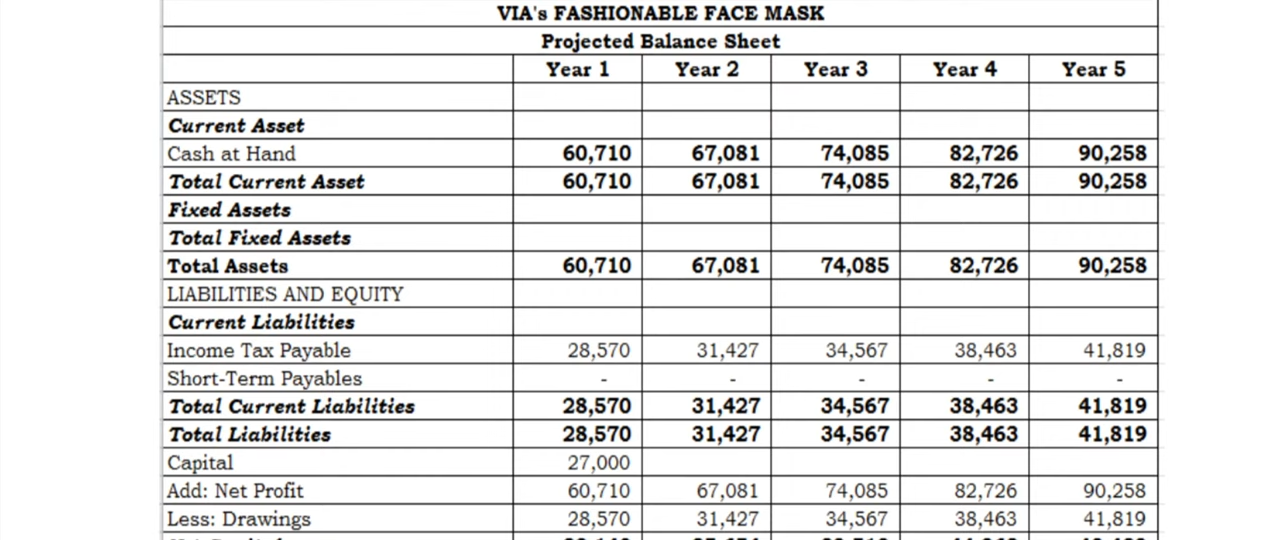 VIA's FASHIONABLE FACE MASK
Projected Balance Sheet
Year 1 Year 2 Year 3 Year 4 Year 5
ASSETS
Current Asset
Cash at Hand 60,710 67,081 74,085 82,726 90,258
Total Current Asset 60,710 67,081 74,085 82,726 90,258
Fixed Assets
Total Fixed Assets
Total Assets 60,710 67,081 74,085 82,726 90,258
LIABILITIES AND EQUITY
Current Liabilities
Income Tax Payable 28,570 31,427 34,567 38,463 41,819
Short-Term Payables - - - - -
Total Current Liabilities 28,570 31,427 34,567 38,463 41,819
Total Liabilities 28,570 31,427 34,567 38,463 41,819
Capital 27,000
Add: Net Profit 60,710 67,081 74,085 82,726 90,258
Less: Drawings 28,570 31,427 34,567 38,463 41,819